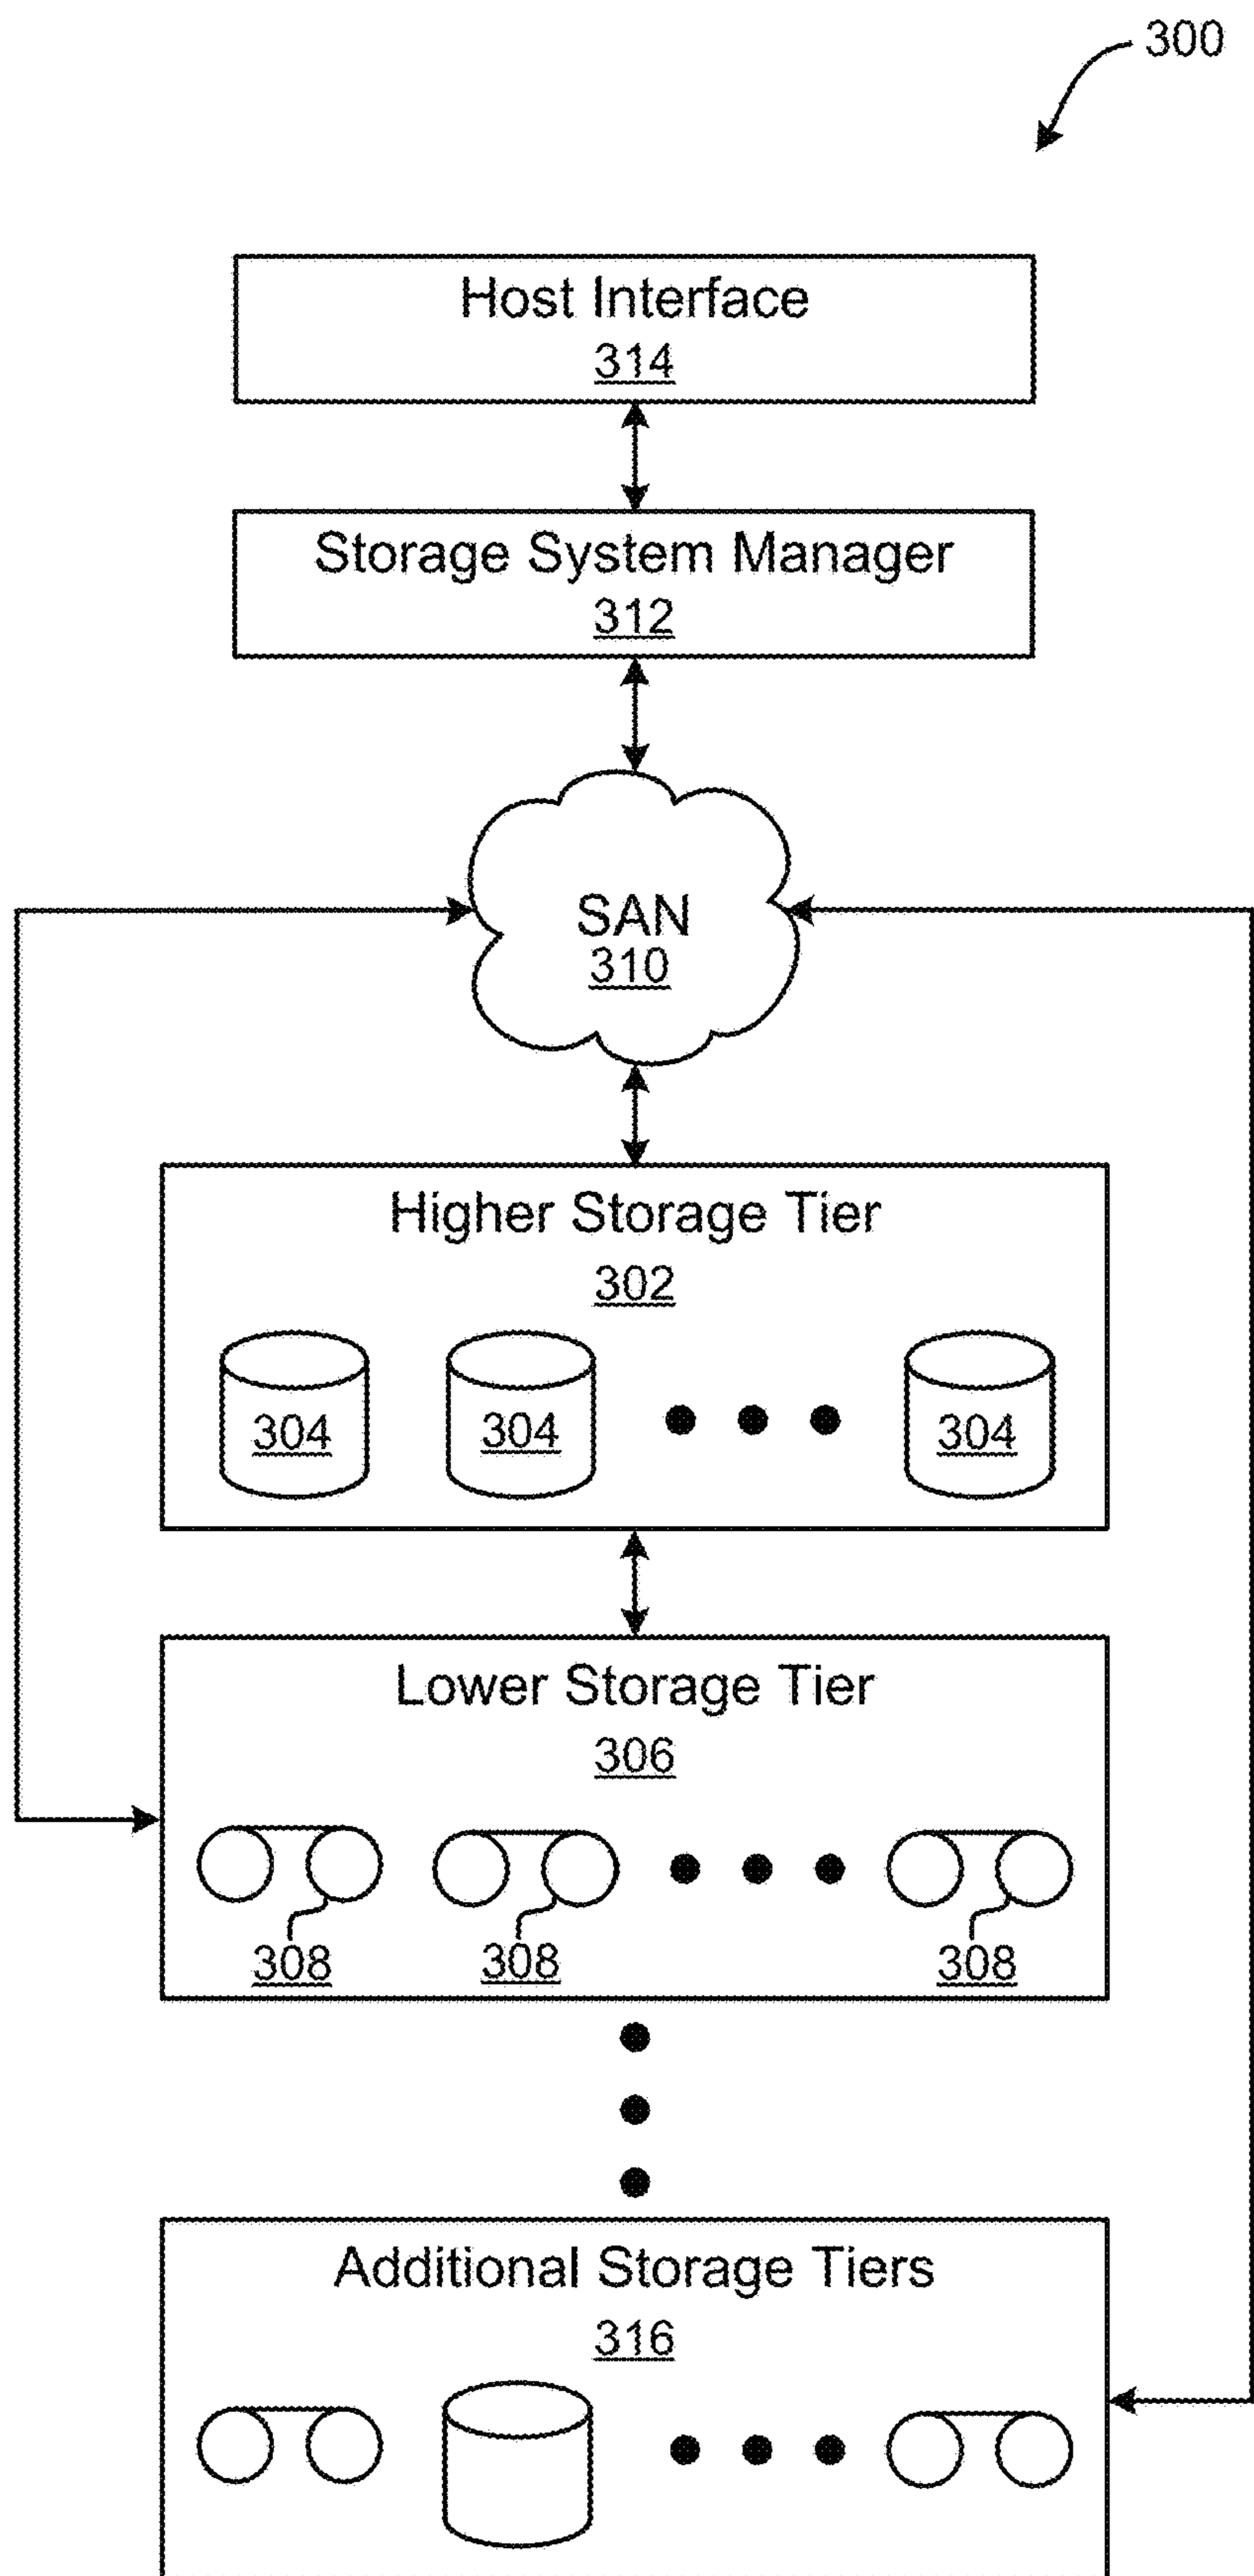 300
Host Interface
314
Storage System Manager
312
SAN
310
Higher Storage Tier
302
304 304 304
Lower Storage Tier
306
308 308 308
Additional Storage Tiers
316